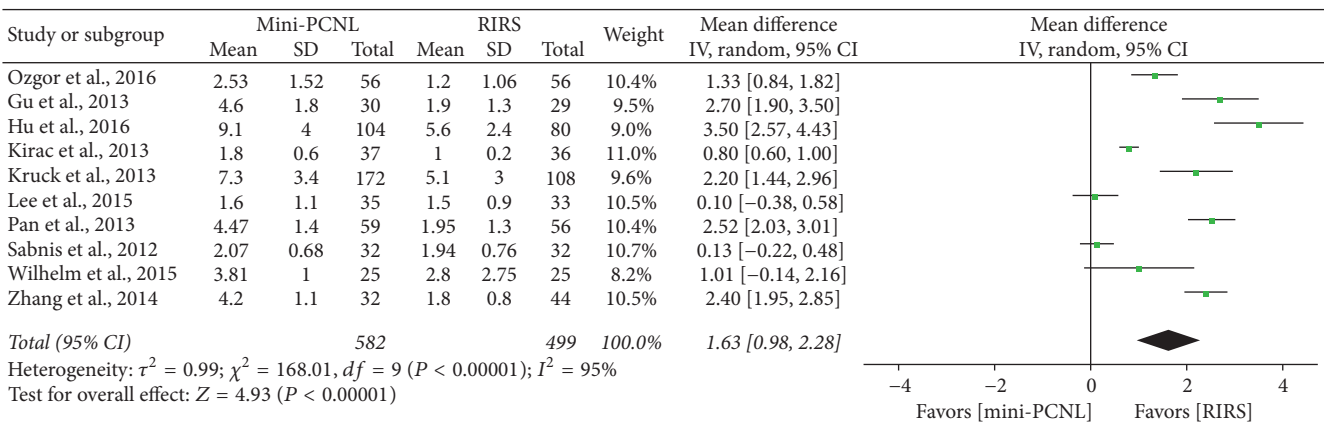 Study or subgroup Mini-PCNL RIRS Weight Mean difference Mean difference
Mean SD Total Mean SD Total IV, random, 95% CI IV, random, 95% CI
Ozgor et al., 2016 2.53 1.52 56 1.2 1.06 56 10.4% 1.33 [0.84, 1.82]
Gu et al., 2013 4.6 1.8 30 1.9 1.3 29 9.5% 2.70 [1.90, 3.50]
Hu et al., 2016 9.1 4 104 5.6 2.4 80 9.0% 3.50 [2.57, 4.43]
Kirac et al., 2013 1.8 0.6 37 1 0.2 36 11.0% 0.80 [0.60, 1.00]
Kruck et al., 2013 7.3 3.4 172 5.1 3 108 9.6% 2.20 [1.44, 2.96]
Lee et al., 2015 1.6 1.1 35 1.5 0.9 33 10.5% 0.10 [−0.38, 0.58]
Pan et al., 2013 4.47 1.4 59 1.95 1.3 56 10.4% 2.52 [2.03, 3.01]
Sabnis et al., 2012 2.07 0.68 32 1.94 0.76 32 10.7% 0.13 [−0.22, 0.48]
Wilhelm et al., 2015 3.81 1 25 2.8 2.75 25 8.2% 1.01 [−0.14, 2.16]
Zhang et al., 2014 4.2 1.1 32 1.8 0.8 44 10.5% 2.40 [1.95, 2.85]
Total (95% CI) 582 499 100.0% 1.63 [0.98, 2.28]
Heterogeneity: τ² = 0.99; χ² = 168.01, df = 9 (P < 0.00001); I² = 95%
Test for overall effect: Z = 4.93 (P < 0.00001)
−4 −2 0 2 4
Favors [mini-PCNL] Favors [RIRS]